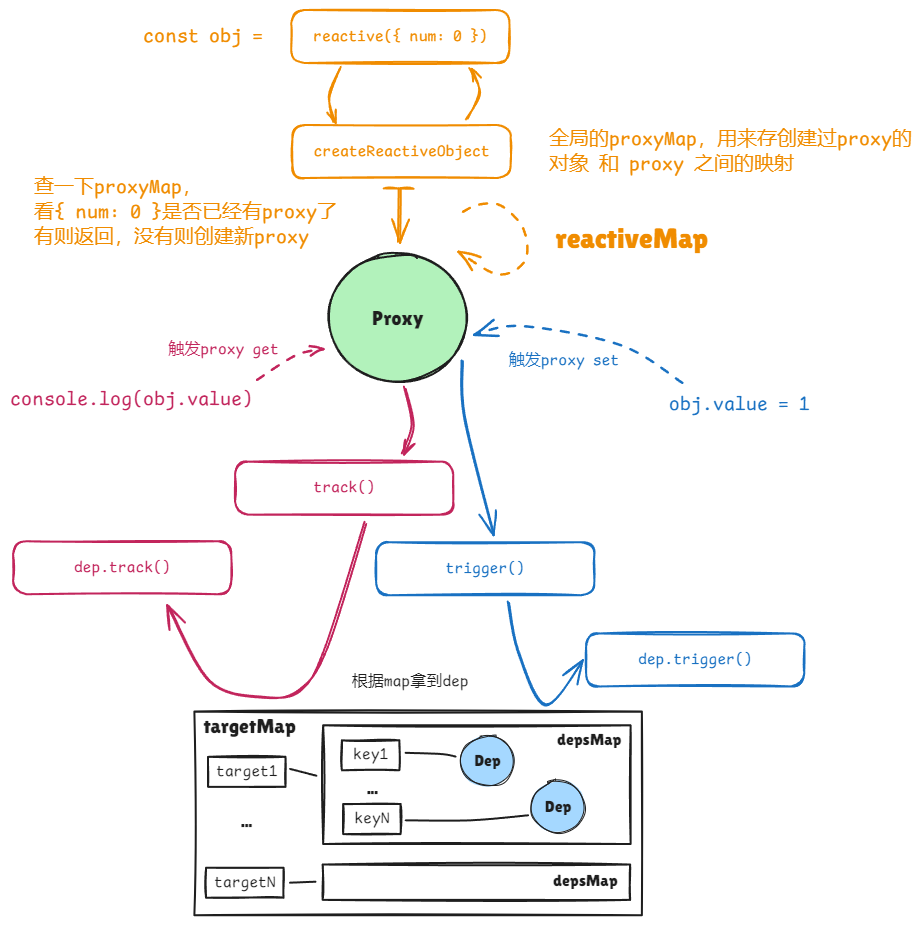 const obj =
reactive({ num: 0 })
createReactiveObject
全局的proxyMap，用来存创建过proxy的
对象 和 proxy 之间的映射
查一下proxyMap，
看{ num: 0 }是否已经有proxy了
有则返回，没有则创建新proxy
reactiveMap
Proxy
触发proxy get
触发proxy set
console.log(obj.value)
obj.value = 1
track()
dep.track()
trigger()
dep.trigger()
根据map拿到dep
targetMap
depsMap
key1
Dep
target1
...
Dep
keyN
...
targetN
depsMap